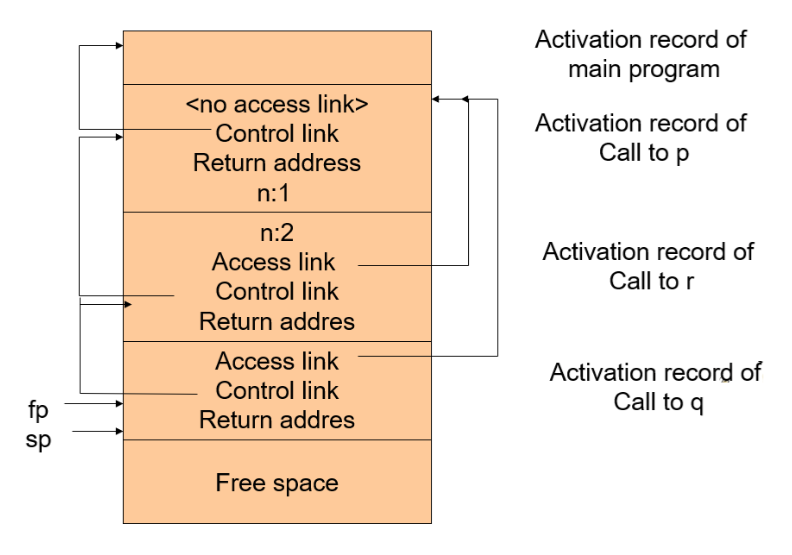 Activation record of
main program
<no access link>
Control link
Return address
n:1
Activation record of
Call to p
n:2
Access link
Control link
Return addres
Activation record of
Call to r
Access link
Control link
Return addres
Activation record of
Call to q
fp
sp
Free space